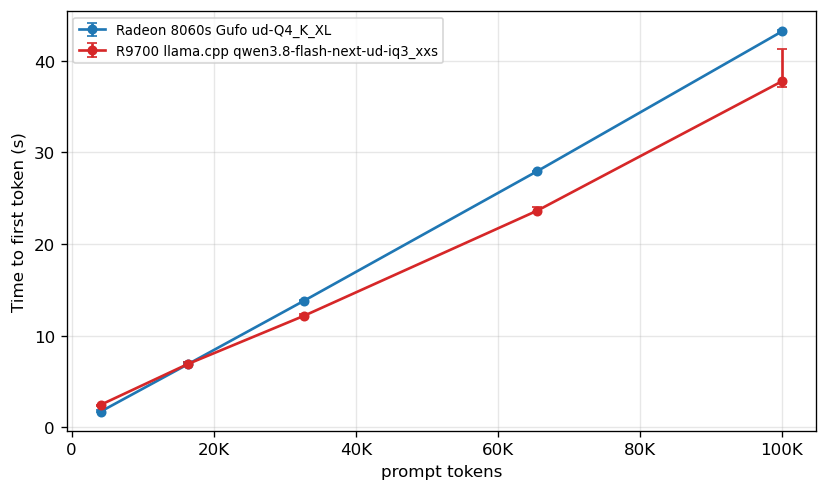 Radeon 8060s Gufo ud-Q4_K_XL
R9700 llama.cpp qwen3.8-flash-next-ud-iq3_xxs
Time to first token (s)
40
30
20
10
0
0
20K
40K
60K
80K
100K
prompt tokens